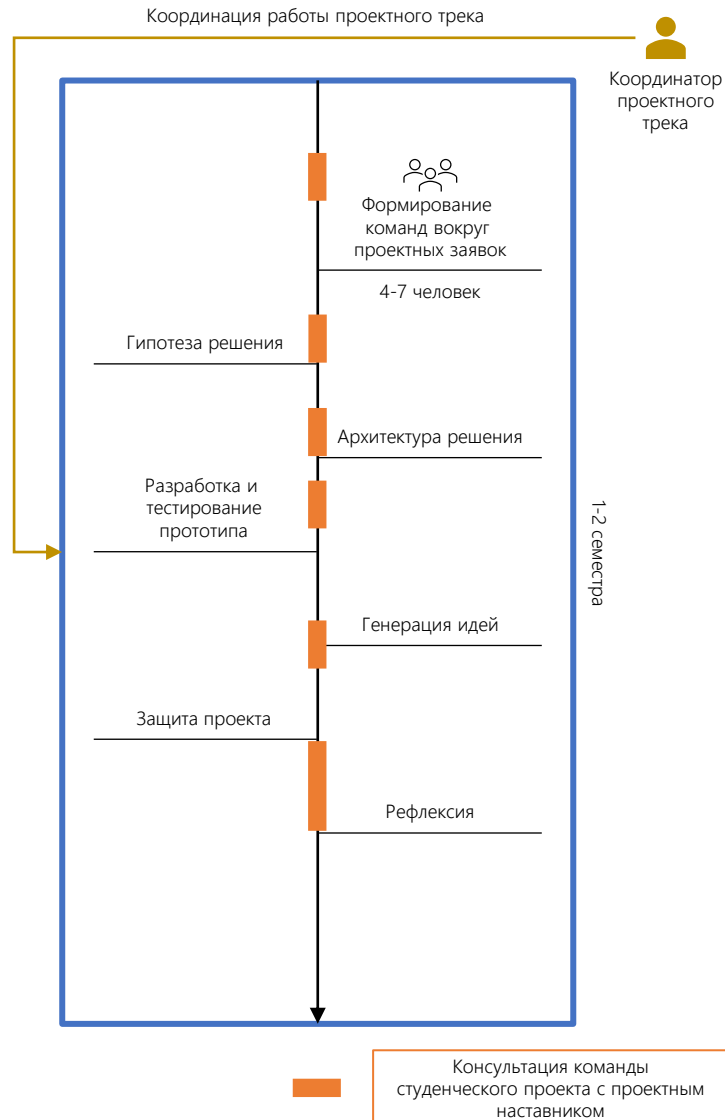 Координация работы проектного трека
Координатор
проектного
трека
Формирование
команд вокруг
проектных заявок
4-7 человек
Гипотеза решения
Архитектура решения
Разработка и
тестирование
прототипа
1-2 семестра
Генерация идей
Защита проекта
Рефлексия
Консультация команды
студенческого проекта с проектным
наставником